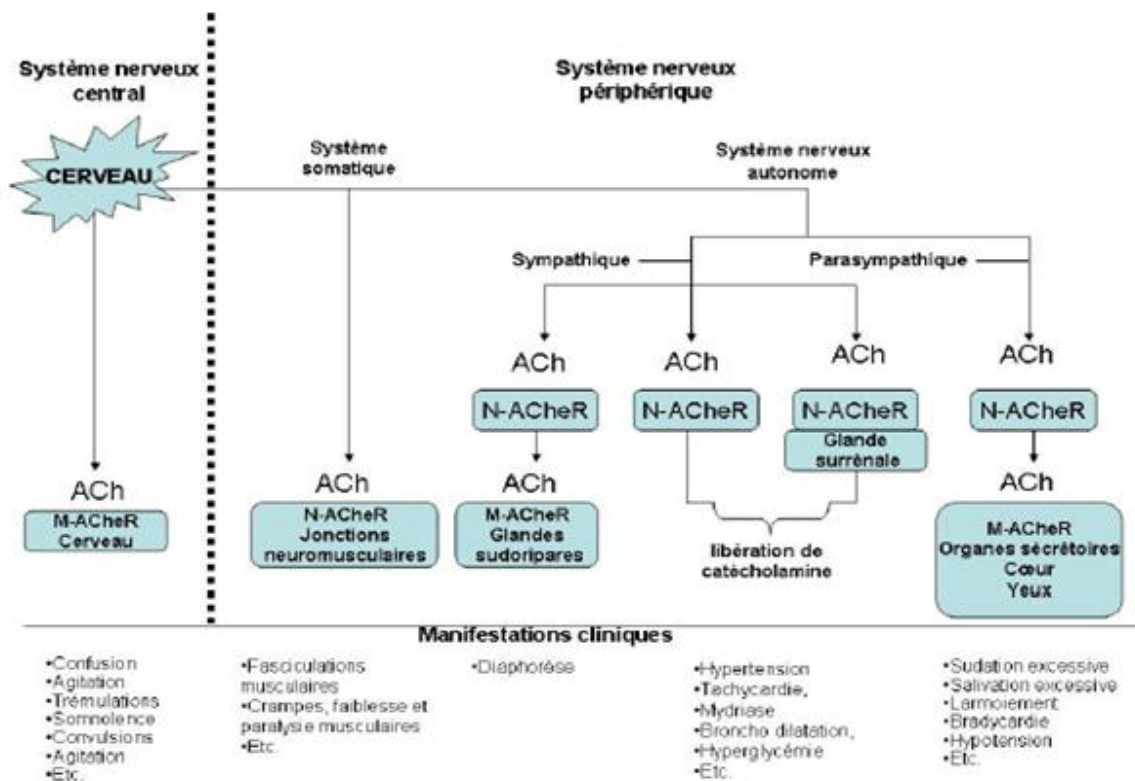 Système nerveux
central
Système nerveux
périphérique
CERVEAU
Système
somatique
Système nerveux
autonome
Sympathique
Parasympathique
ACh
ACh
ACh
ACh
N-ACheR
N-ACheR
N-ACheR
Glande
surrénale
N-ACheR
ACh
M-ACheR
Cerveau
ACh
N-ACheR
Jonctions
neuromusculaires
ACh
M-ACheR
Glandes
sudoripares
libération de
catécholamine
ACh
M-ACheR
Organes sécrétoires
Cœur
Yeux
Manifestations cliniques
•Confusion
•Agitation
•Trémulations
•Somnolence
•Convulsions
•Agitation
•Etc.
•Fasciculations
musculaires
•Crampes, faiblesse et
paralysie musculaires
•Etc.
•Diaphorèse
•Hypertension
•Tachycardie,
•Mydriase
•Broncho dilatation,
•Hyperglycémie
•Etc.
•Sudation excessive
•Salivation excessive
•Larmoiement
•Bradycardie
•Hypotension
•Etc.